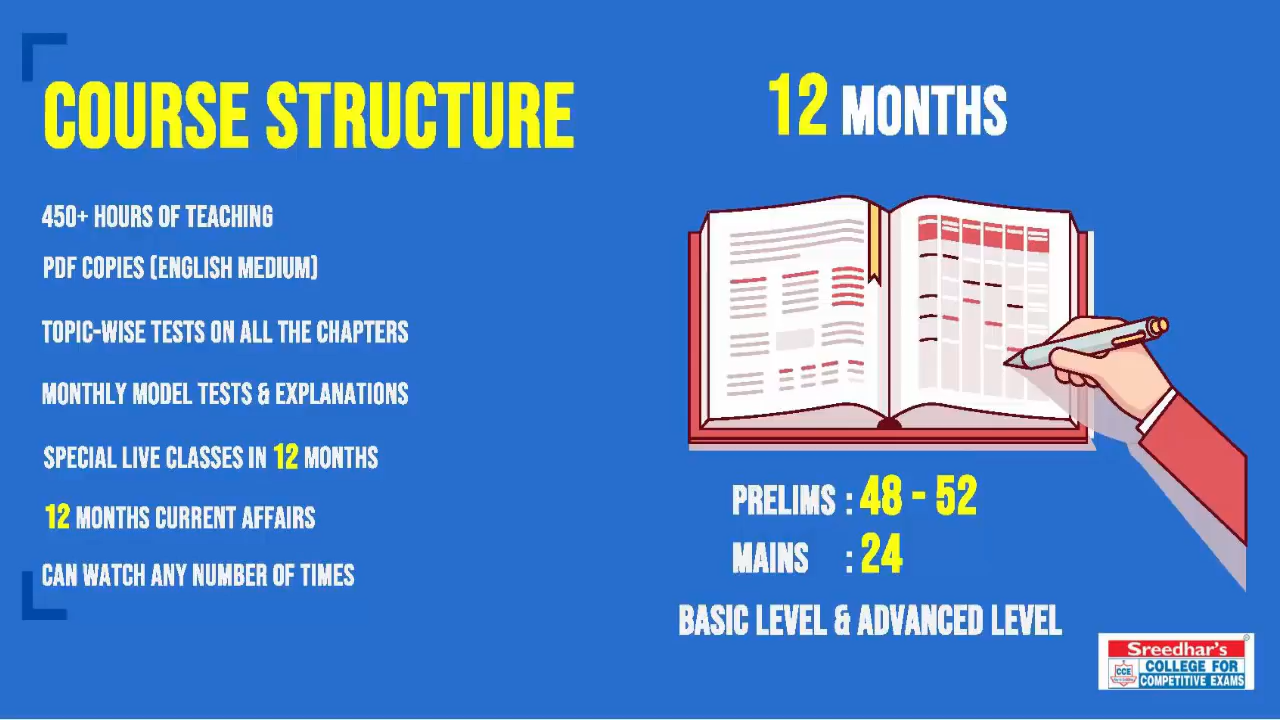 COURSE STRUCTURE
450+ HOURS OF TEACHING
PDF COPIES (ENGLISH MEDIUM)
TOPIC-WISE TESTS ON ALL THE CHAPTERS
MONTHLY MODEL TESTS & EXPLANATIONS
SPECIAL LIVE CLASSES IN 12 MONTHS
12 MONTHS CURRENT AFFAIRS
CAN WATCH ANY NUMBER OF TIMES
12 MONTHS
PRELIMS : 48 - 52
MAINS : 24
BASIC LEVEL & ADVANCED LEVEL
Sreedhar's
CCE
COLLEGE FOR
COMPETITIVE EXAMS